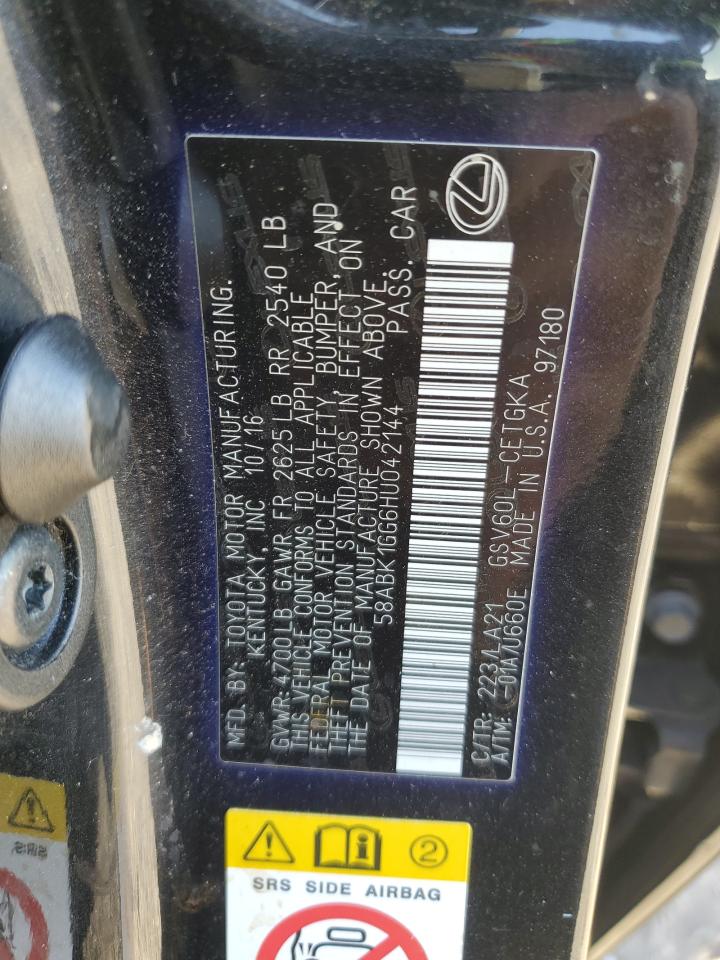 MFD. BY: TOYOTA MOTOR MANUFACTURING.
KENTUCKY, INC 10/16
GVWR 4700LB GAWR FR 2625 LB RR 2540 LB
THIS VEHICLE CONFORMS TO ALL APPLICABLE
FEDERAL MOTOR VEHICLE SAFETY, BUMPER, AND
THEFT PREVENTION STANDARDS IN EFFECT ON
THE DATE OF MANUFACTURE SHOWN ABOVE.
58ABK1GG6HU042144 PASS. CAR
C/TR: 223/LA21 GSV60L-CETGKA
A/TM: -01A/U660E MADE IN U.S.A. 97180
2
SRS SIDE AIRBAG